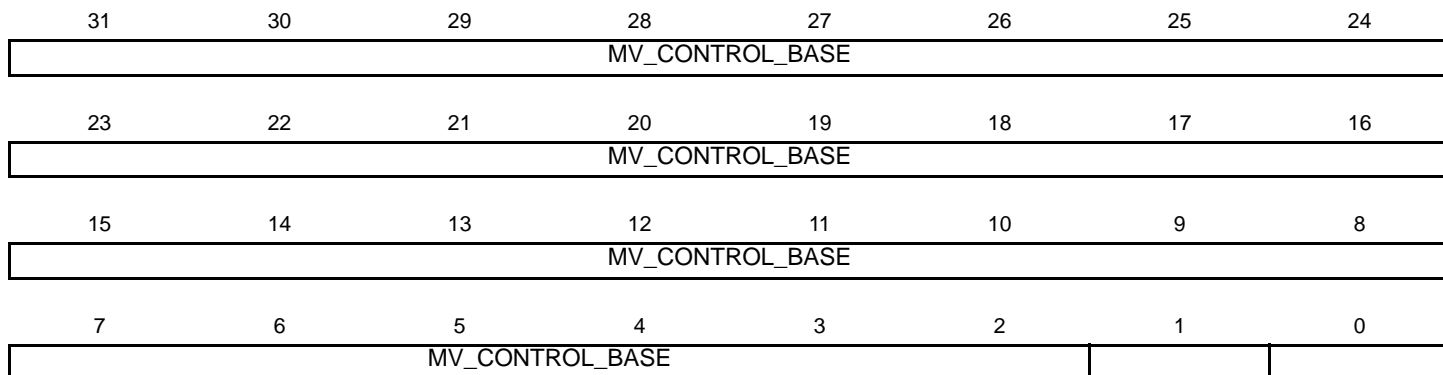 31 30 29 28 27 26 25 24
MV_CONTROL_BASE
23 22 21 20 19 18 17 16
MV_CONTROL_BASE
15 14 13 12 11 10 9 8
MV_CONTROL_BASE
7 6 5 4 3 2 1 0
MV_CONTROL_BASE